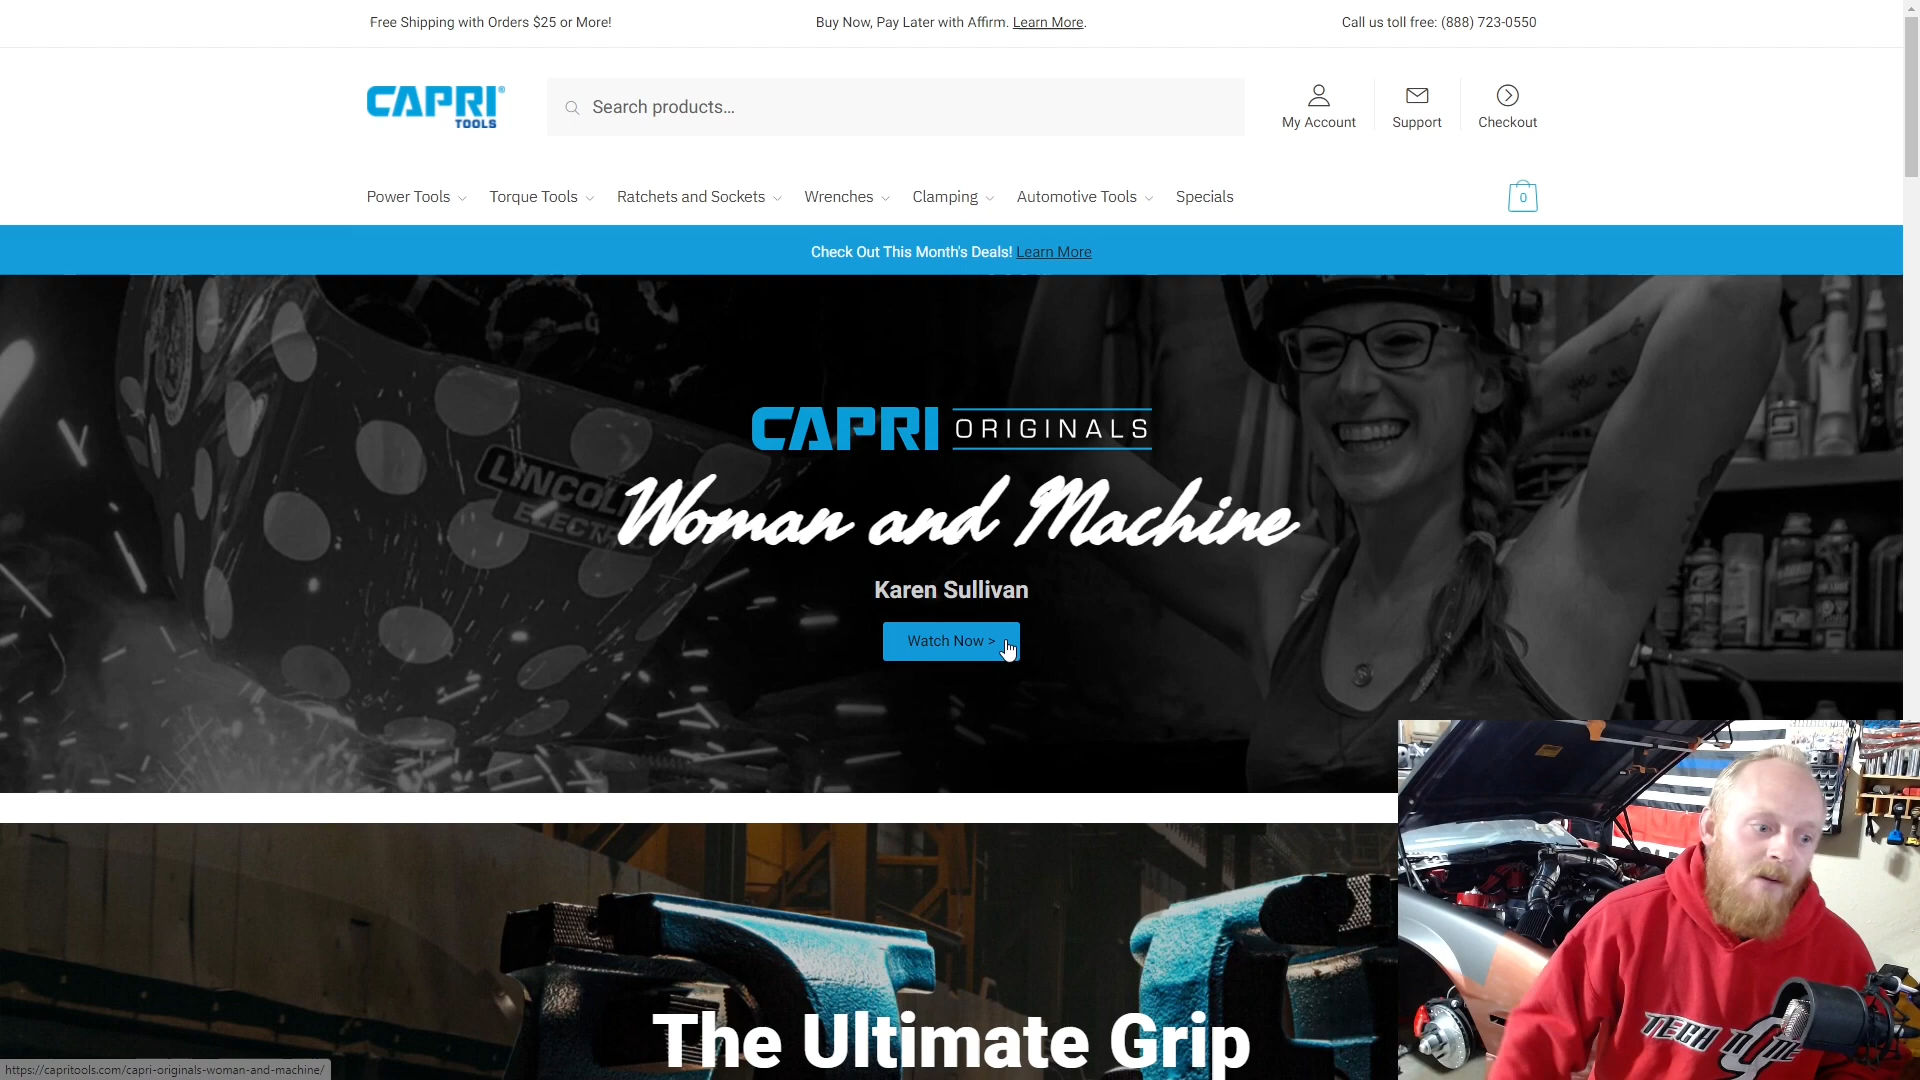 Free Shipping with Orders $25 or More!
Buy Now, Pay Later with Affirm. Learn More.
Call us toll free: (888) 723-0550
CAPRI®
TOOLS
Search products...
My Account
Support
Checkout
Power Tools
Torque Tools
Ratchets and Sockets
Wrenches
Clamping
Automotive Tools
Specials
0
Check Out This Month's Deals! Learn More
LINCOL
ELECTRIC
CAPRI ORIGINALS
Woman and Machine
Karen Sullivan
Watch Now >
The Ultimate Grip
https://capritools.com/capri-originals-woman-and-machine/